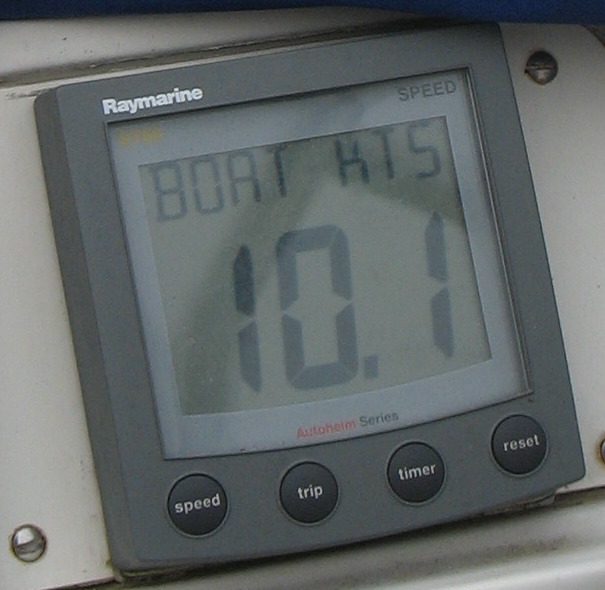 Raymarine
SPEED
BOAT KTS
10.1
Autohelm Series
speed trip timer reset